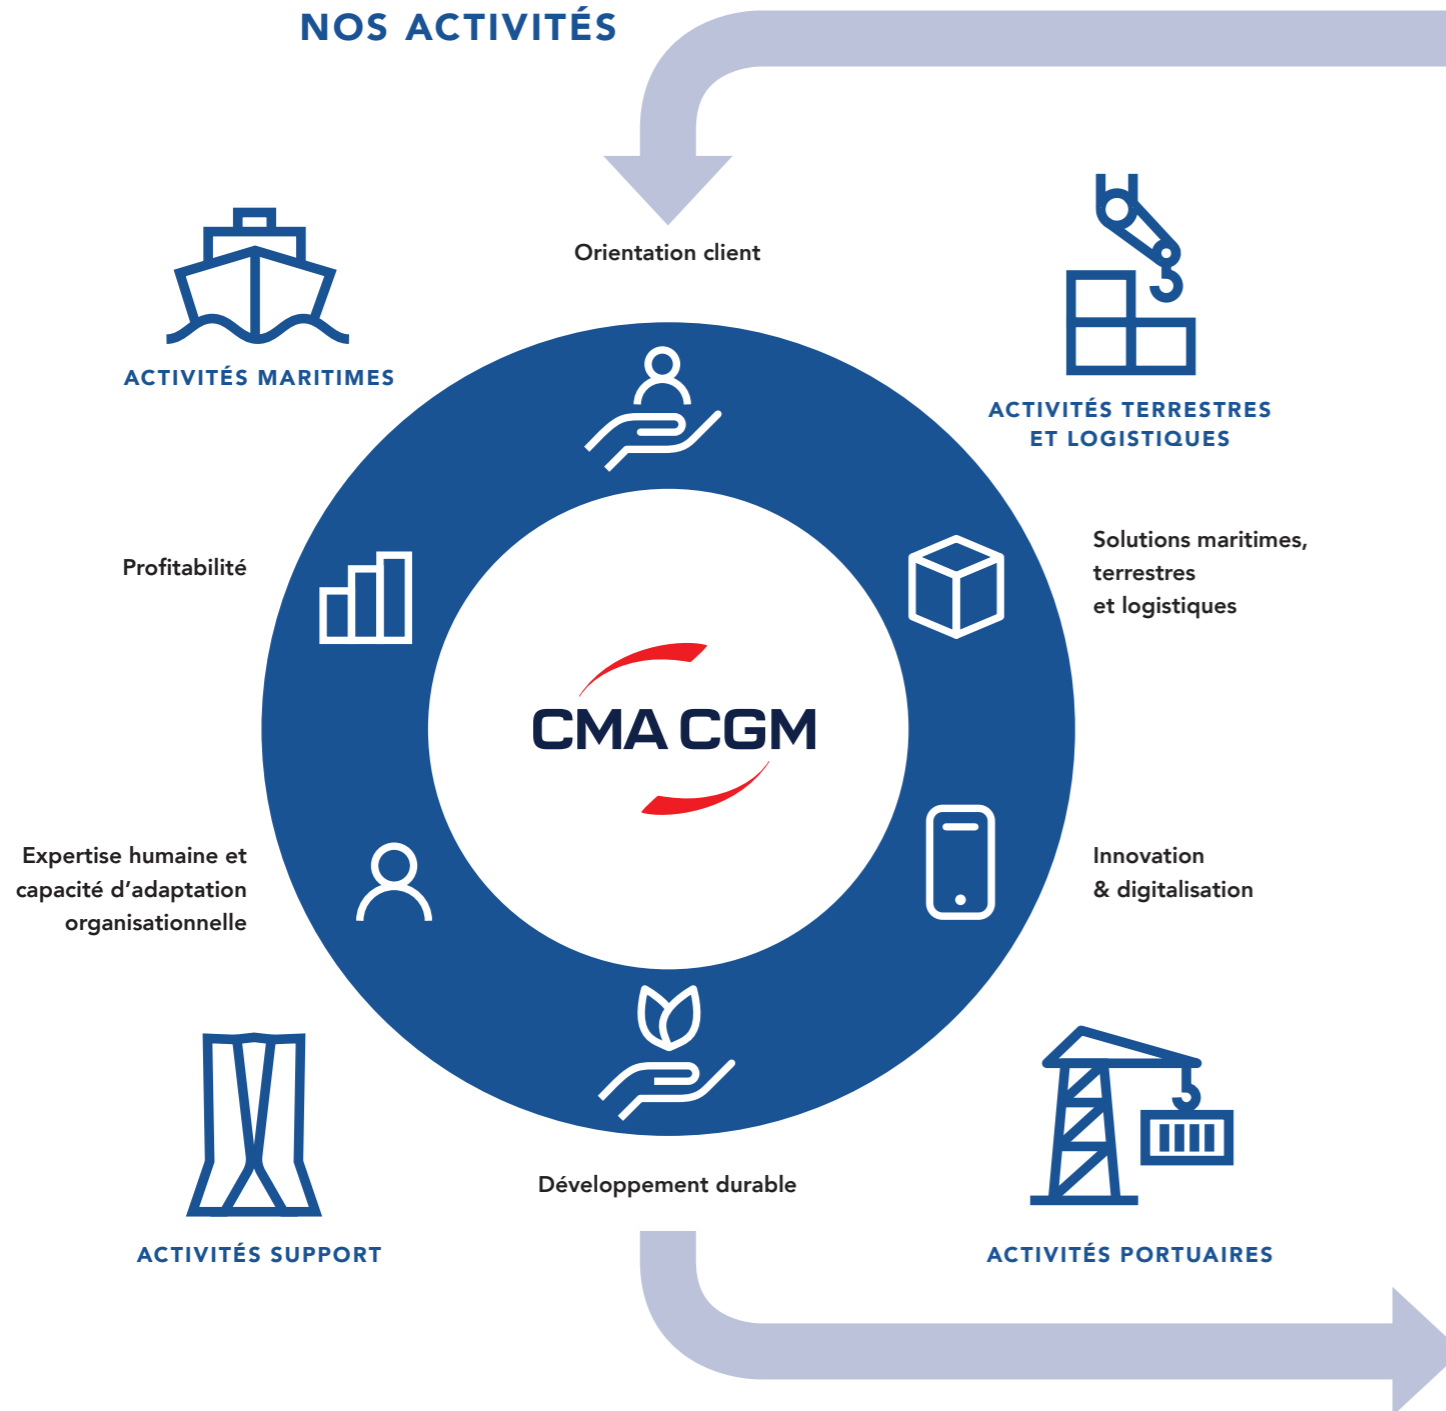 NOS ACTIVITÉS
Orientation client
ACTIVITÉS MARITIMES
ACTIVITÉS TERRESTRES
ET LOGISTIQUES
Profitabilité
Solutions maritimes,
terrestres
et logistiques
CMA CGM
Expertise humaine et
capacité d’adaptation
organisationnelle
Innovation
& digitalisation
Développement durable
ACTIVITÉS SUPPORT
ACTIVITÉS PORTUAIRES